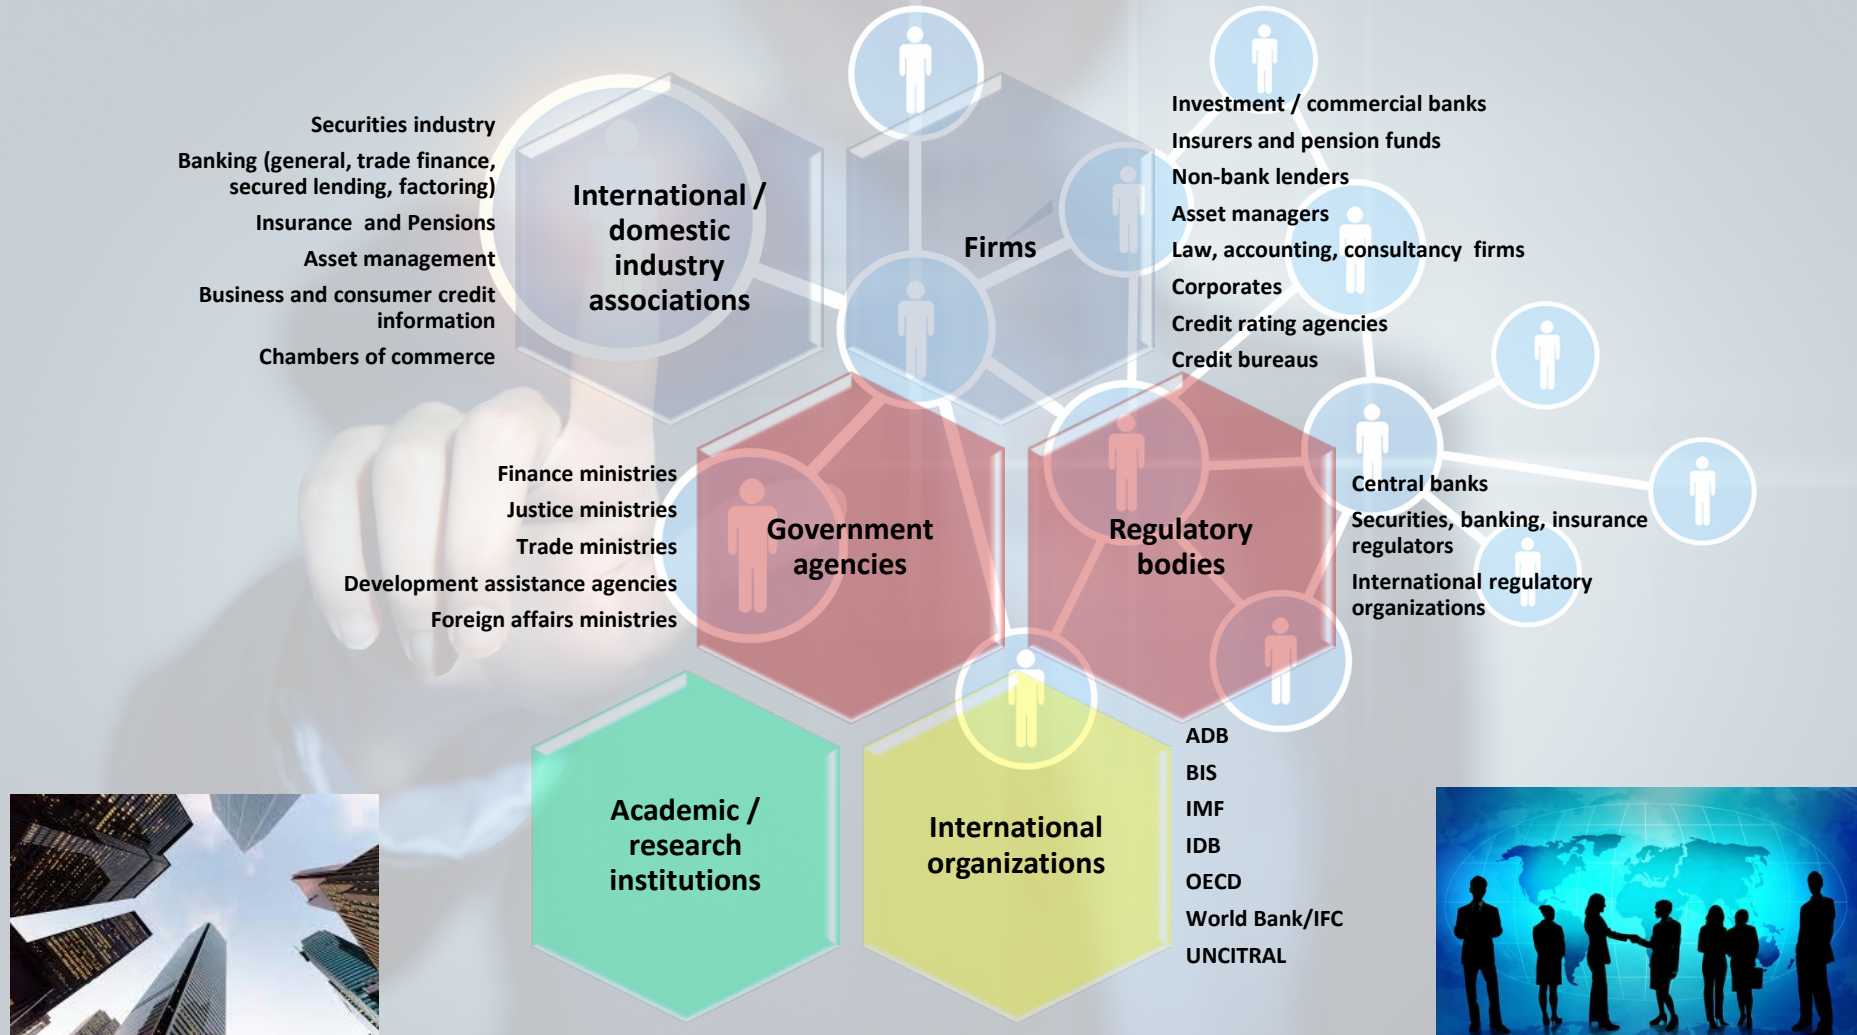 Securities industry
Banking (general, trade finance,
secured lending, factoring)
Insurance  and Pensions
Asset management
Business and consumer credit
information
Chambers of commerce
International /
domestic
industry
associations
Firms
Investment / commercial banks
Insurers and pension funds
Non-bank lenders
Asset managers
Law, accounting, consultancy  firms
Corporates
Credit rating agencies
Credit bureaus
Finance ministries
Justice ministries
Trade ministries
Development assistance agencies
Foreign affairs ministries
Government
agencies
Regulatory
bodies
Central banks
Securities, banking, insurance
regulators
International regulatory
organizations
Academic /
research
institutions
International
organizations
ADB
BIS
IMF
IDB
OECD
World Bank/IFC
UNCITRAL